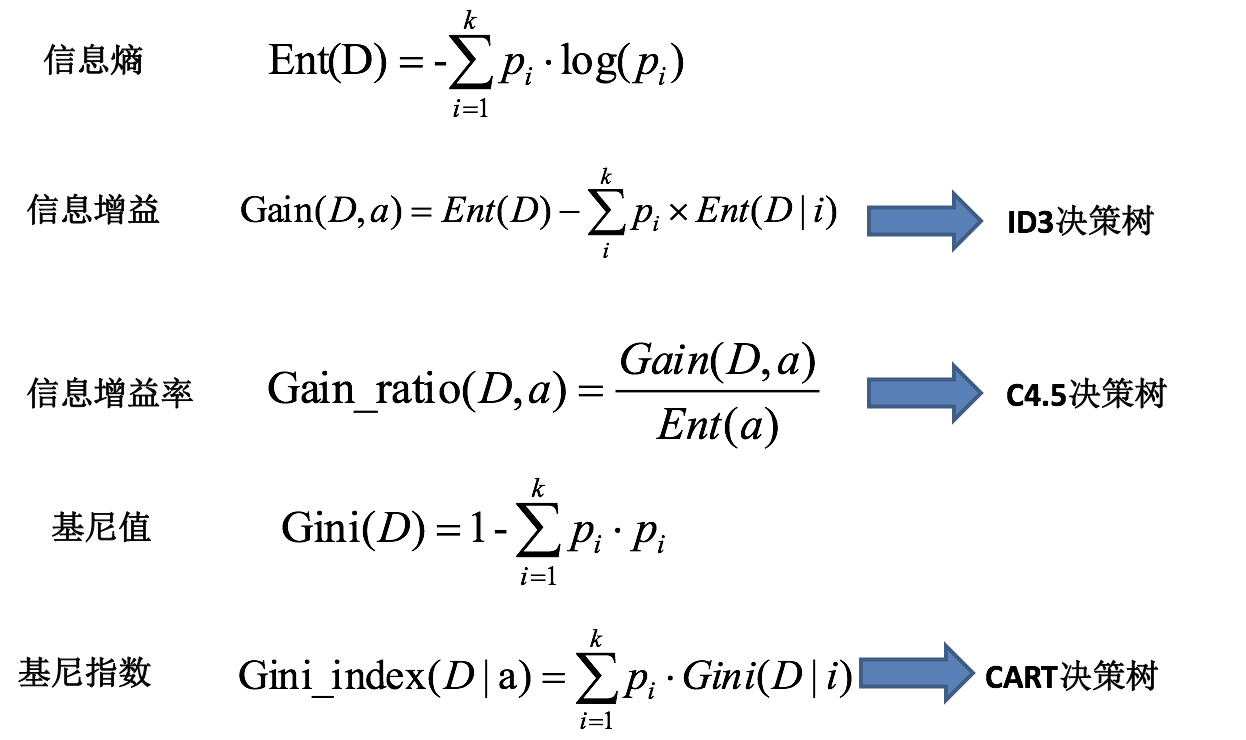 信息熵 Ent(D) = -∑_{i=1}^{k} p_i · log(p_i)
信息增益 Gain(D,a) = Ent(D) − ∑_{i}^{k} p_i × Ent(D | i) ID3决策树
信息增益率 Gain_ratio(D,a) = \frac{Gain(D,a)}{Ent(a)} C4.5决策树
基尼值 Gini(D) = 1 - ∑_{i=1}^{k} p_i · p_i
基尼指数 Gini_index(D | a) = ∑_{i=1}^{k} p_i · Gini(D | i) CART决策树